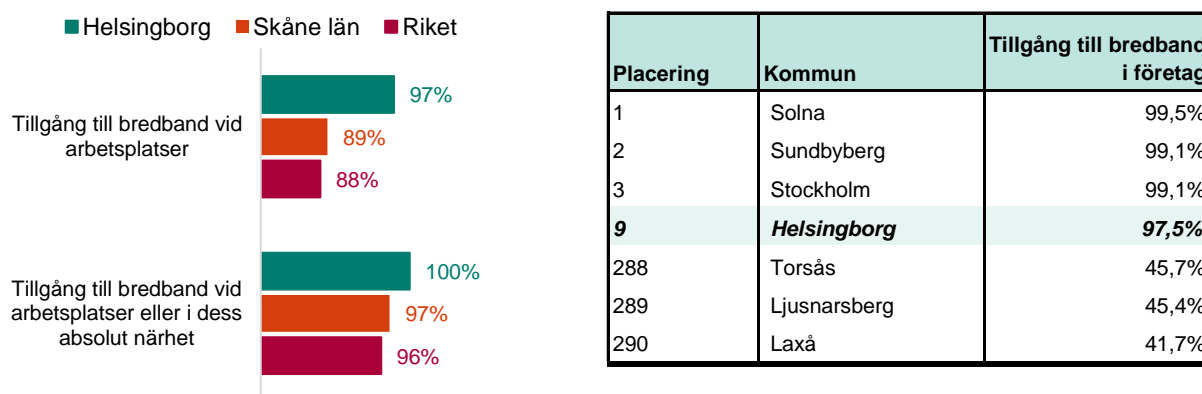 Helsingborg Skåne län Riket
Tillgång till bredband vid
arbetsplatser
97%
89%
88%
Tillgång till bredband vid
arbetsplatser eller i dess
absolut närhet
100%
97%
96%
Placering Kommun Tillgång till bredband
i företag
1 Solna 99,5%
2 Sundbyberg 99,1%
3 Stockholm 99,1%
9 Helsingborg 97,5%
288 Torsås 45,7%
289 Ljusnarsberg 45,4%
290 Laxå 41,7%